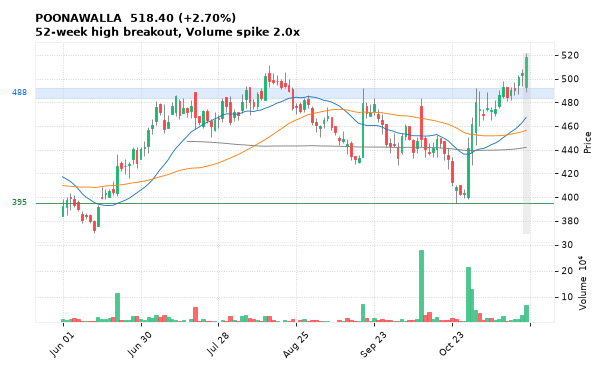 POONAWALLA 518.40 (+2.70%)
52-week high breakout, Volume spike 2.0x
520
500
488
480
460
440
420
400
395
380
Price
30
20
10
Volume 10⁶
Jun 01
Jun 30
Jul 28
Aug 25
Sep 23
Oct 23